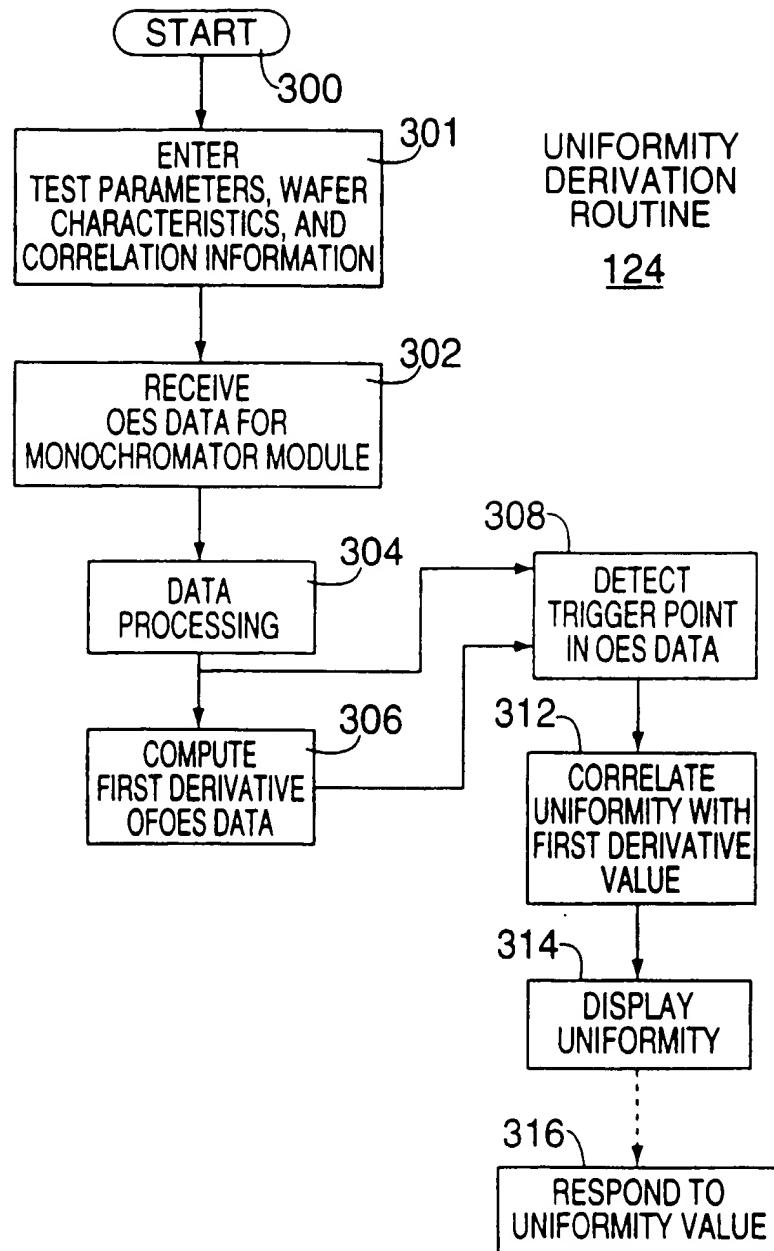 START
300
301
ENTER
TEST PARAMETERS, WAFER
CHARACTERISTICS, AND
CORRELATION INFORMATION
UNIFORMITY
DERIVATION
ROUTINE
124
302
RECEIVE
OES DATA FOR
MONOCHROMATOR MODULE
304
DATA
PROCESSING
306
COMPUTE
FIRST DERIVATIVE
OFOES DATA
308
DETECT
TRIGGER POINT
IN OES DATA
312
CORRELATE
UNIFORMITY WITH
FIRST DERIVATIVE
VALUE
314
DISPLAY
UNIFORMITY
316
RESPOND TO
UNIFORMITY VALUE